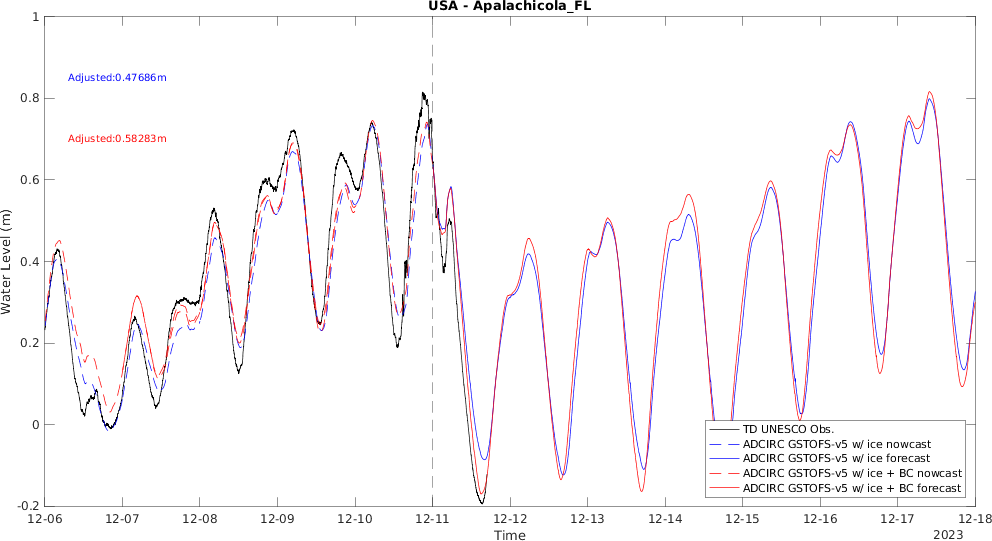 USA - Apalachicola_FL
Adjusted:0.47686m
Adjusted:0.58283m
Water Level (m)
1
0.8
0.6
0.4
0.2
0
-0.2
TD UNESCO Obs.
ADCIRC GSTOFS-v5 w/ ice nowcast
ADCIRC GSTOFS-v5 w/ ice forecast
ADCIRC GSTOFS-v5 w/ ice + BC nowcast
ADCIRC GSTOFS-v5 w/ ice + BC forecast
12-06 12-07 12-08 12-09 12-10 12-11 12-12 12-13 12-14 12-15 12-16 12-17 12-18
Time
2023